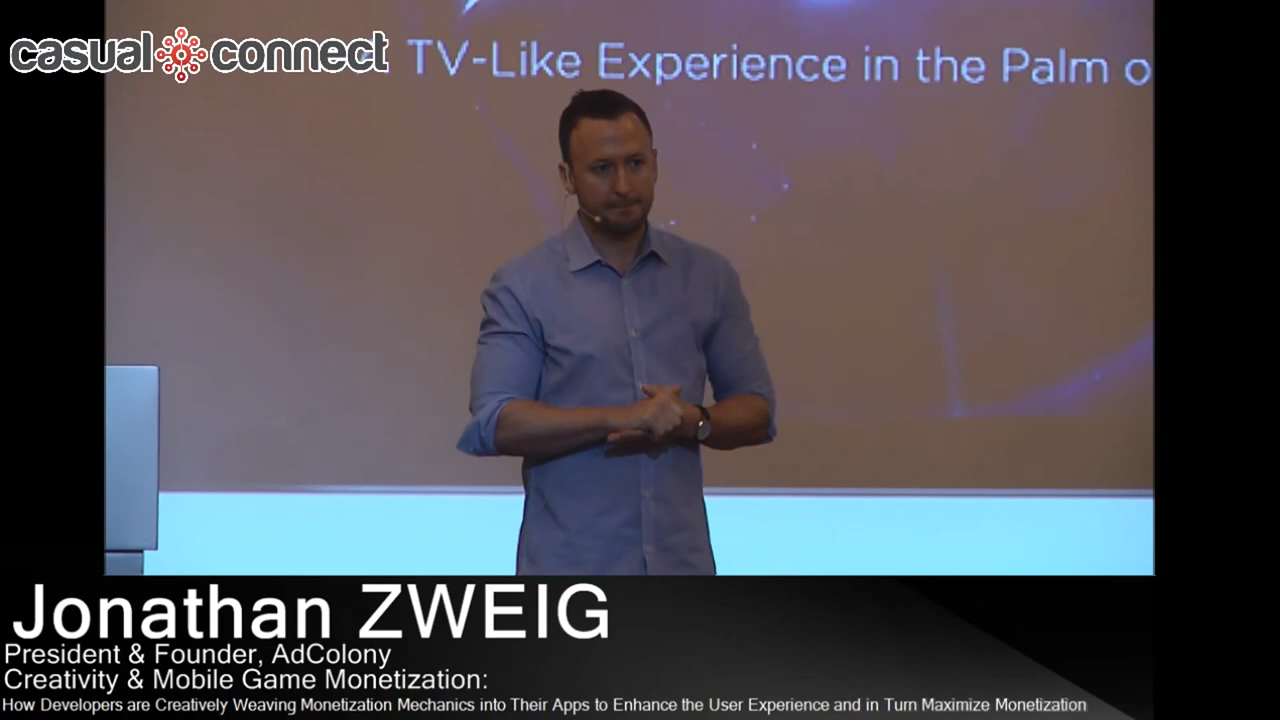 casual connect
TV-Like Experience in the Palm o
Jonathan ZWEIG
President & Founder, AdColony
Creativity & Mobile Game Monetization:
How Developers are Creatively Weaving Monetization Mechanics into Their Apps to Enhance the User Experience and in Turn Maximize Monetization